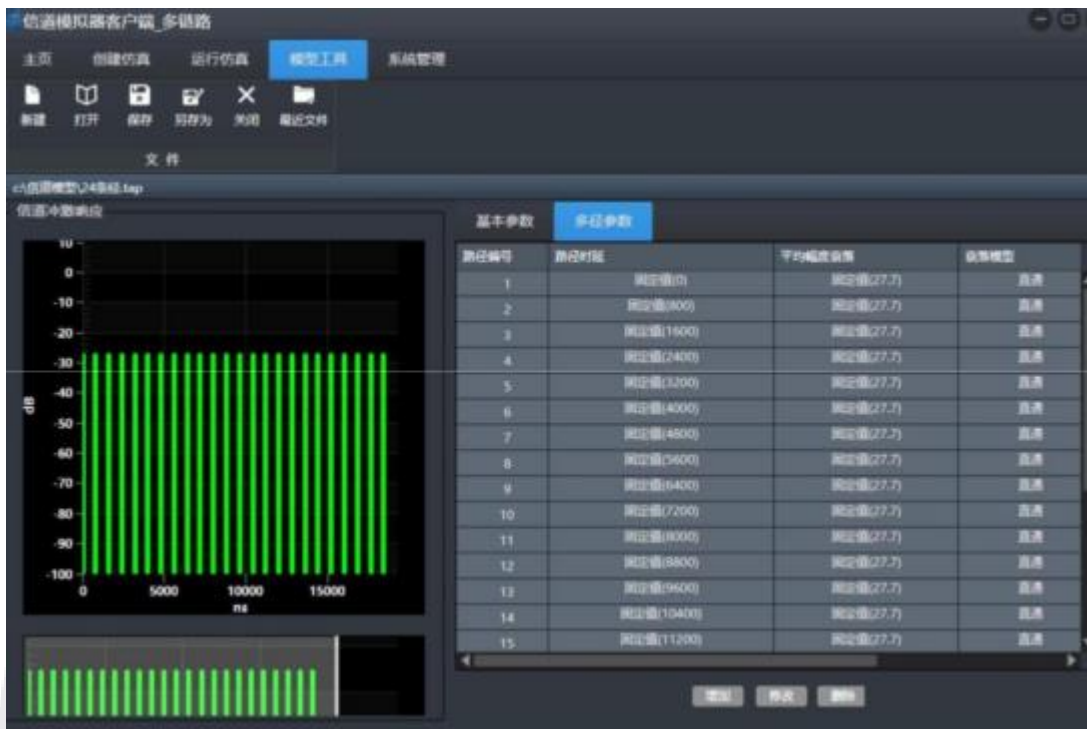 信道模拟器客户端_多链路
主页 创建仿真 运行仿真 模型工具 系统管理
新建 打开 保存 另存为 关闭 最近文件
文 件
c:\信道模型\24条径.tap
信道冲激响应
基本参数 多径参数
路径编号 路径时延 平均幅度衰落 衰落模型
1 固定值(0) 固定值(27.7) 直通
2 固定值(800) 固定值(27.7) 直通
3 固定值(1600) 固定值(27.7) 直通
4 固定值(2400) 固定值(27.7) 直通
5 固定值(3200) 固定值(27.7) 直通
6 固定值(4000) 固定值(27.7) 直通
7 固定值(4800) 固定值(27.7) 直通
8 固定值(5600) 固定值(27.7) 直通
9 固定值(6400) 固定值(27.7) 直通
10 固定值(7200) 固定值(27.7) 直通
11 固定值(8000) 固定值(27.7) 直通
12 固定值(8800) 固定值(27.7) 直通
13 固定值(9600) 固定值(27.7) 直通
14 固定值(10400) 固定值(27.7) 直通
15 固定值(11200) 固定值(27.7) 直通
10
0
-10
-20
-30
-40
-50
-60
-70
-80
-90
-100
dB
0 5000 10000 15000
ns
增加 修改 删除